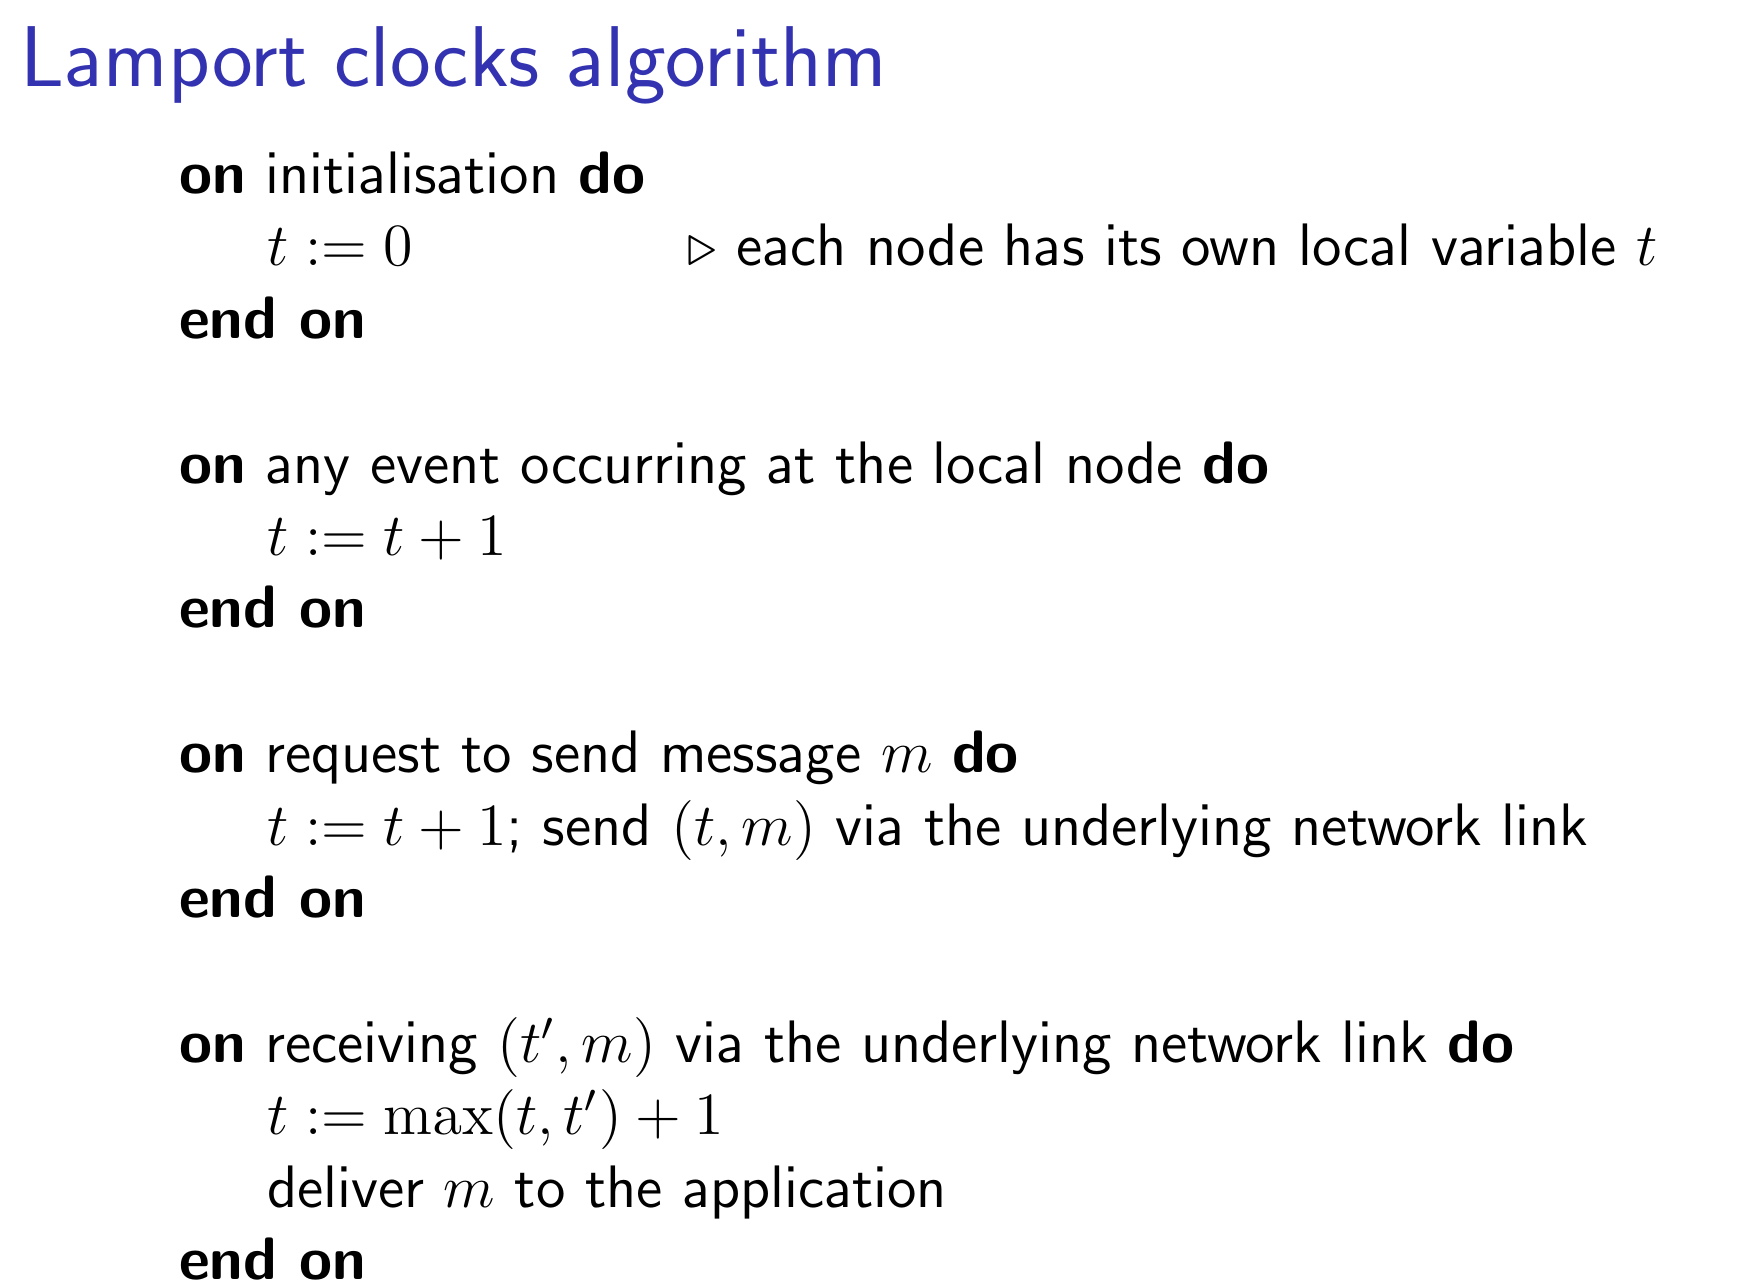 Lamport clocks algorithm
on initialisation do
t := 0 ▷ each node has its own local variable t
end on
on any event occurring at the local node do
t := t + 1
end on
on request to send message m do
t := t + 1; send (t, m) via the underlying network link
end on
on receiving (t′, m) via the underlying network link do
t := max(t, t′) + 1
deliver m to the application
end on